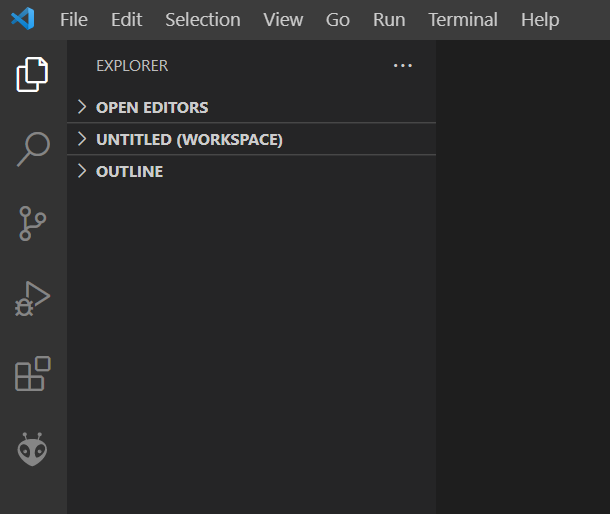 File Edit Selection View Go Run Terminal Help
EXPLORER
OPEN EDITORS
UNTITLED (WORKSPACE)
OUTLINE